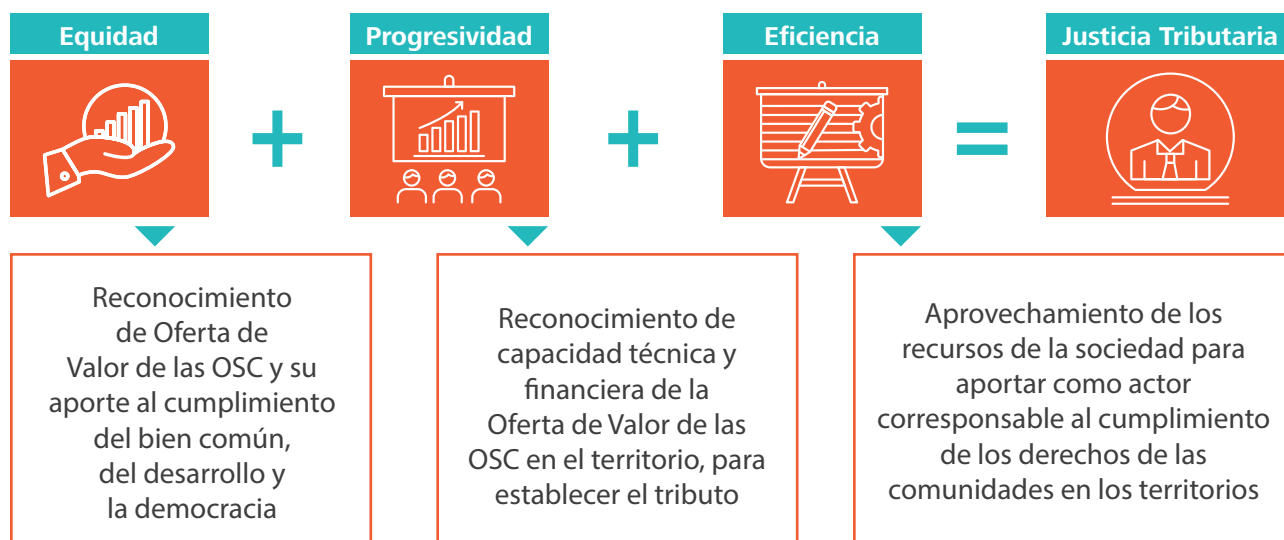 Equidad
Progresividad
Eficiencia
Justicia Tributaria
+
+
=
Reconocimiento
de Oferta de
Valor de las OSC y su
aporte al cumplimiento
del bien común,
del desarrollo y
la democracia
Reconocimiento de
capacidad técnica y
financiera de la
Oferta de Valor de las
OSC en el territorio, para
establecer el tributo
Aprovechamiento de los
recursos de la sociedad para
aportar como actor
corresponsable al cumplimiento
de los derechos de las
comunidades en los territorios